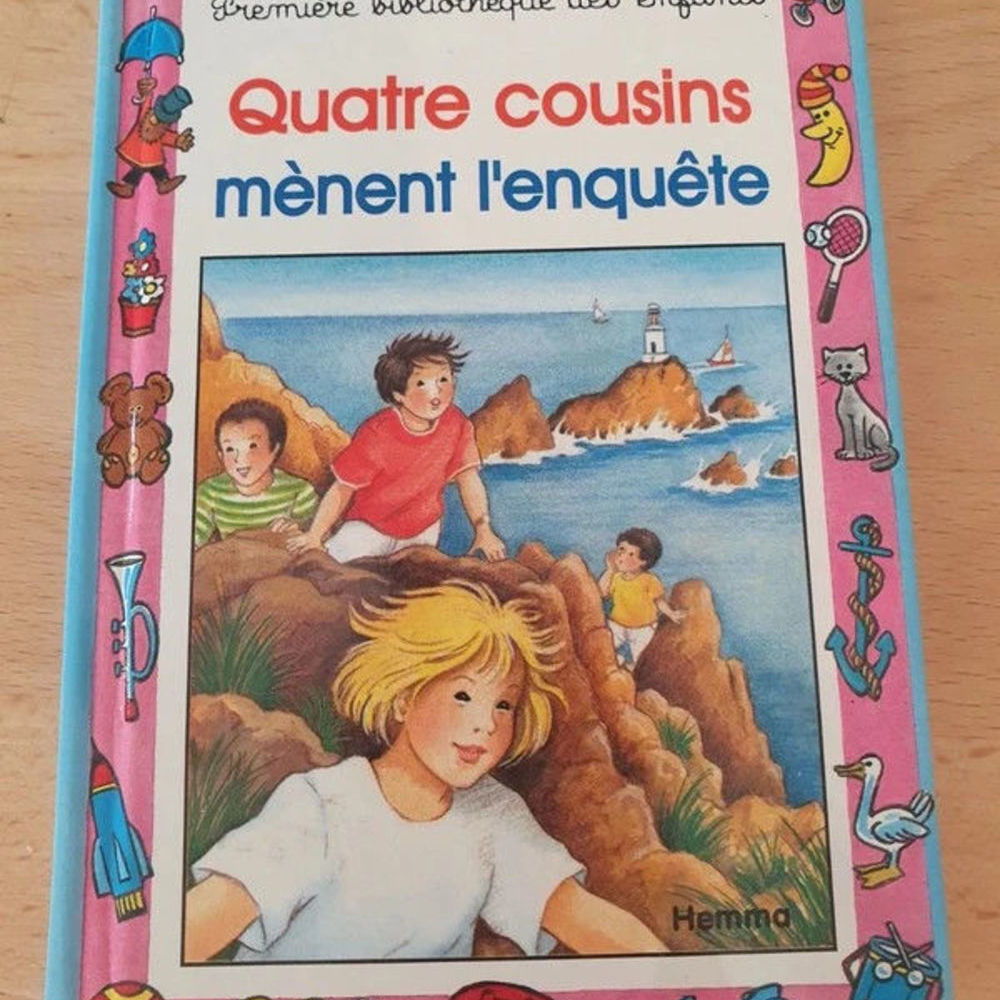 Première bibliothèque des enfants
Quatre cousins
mènent l'enquête
Hemma